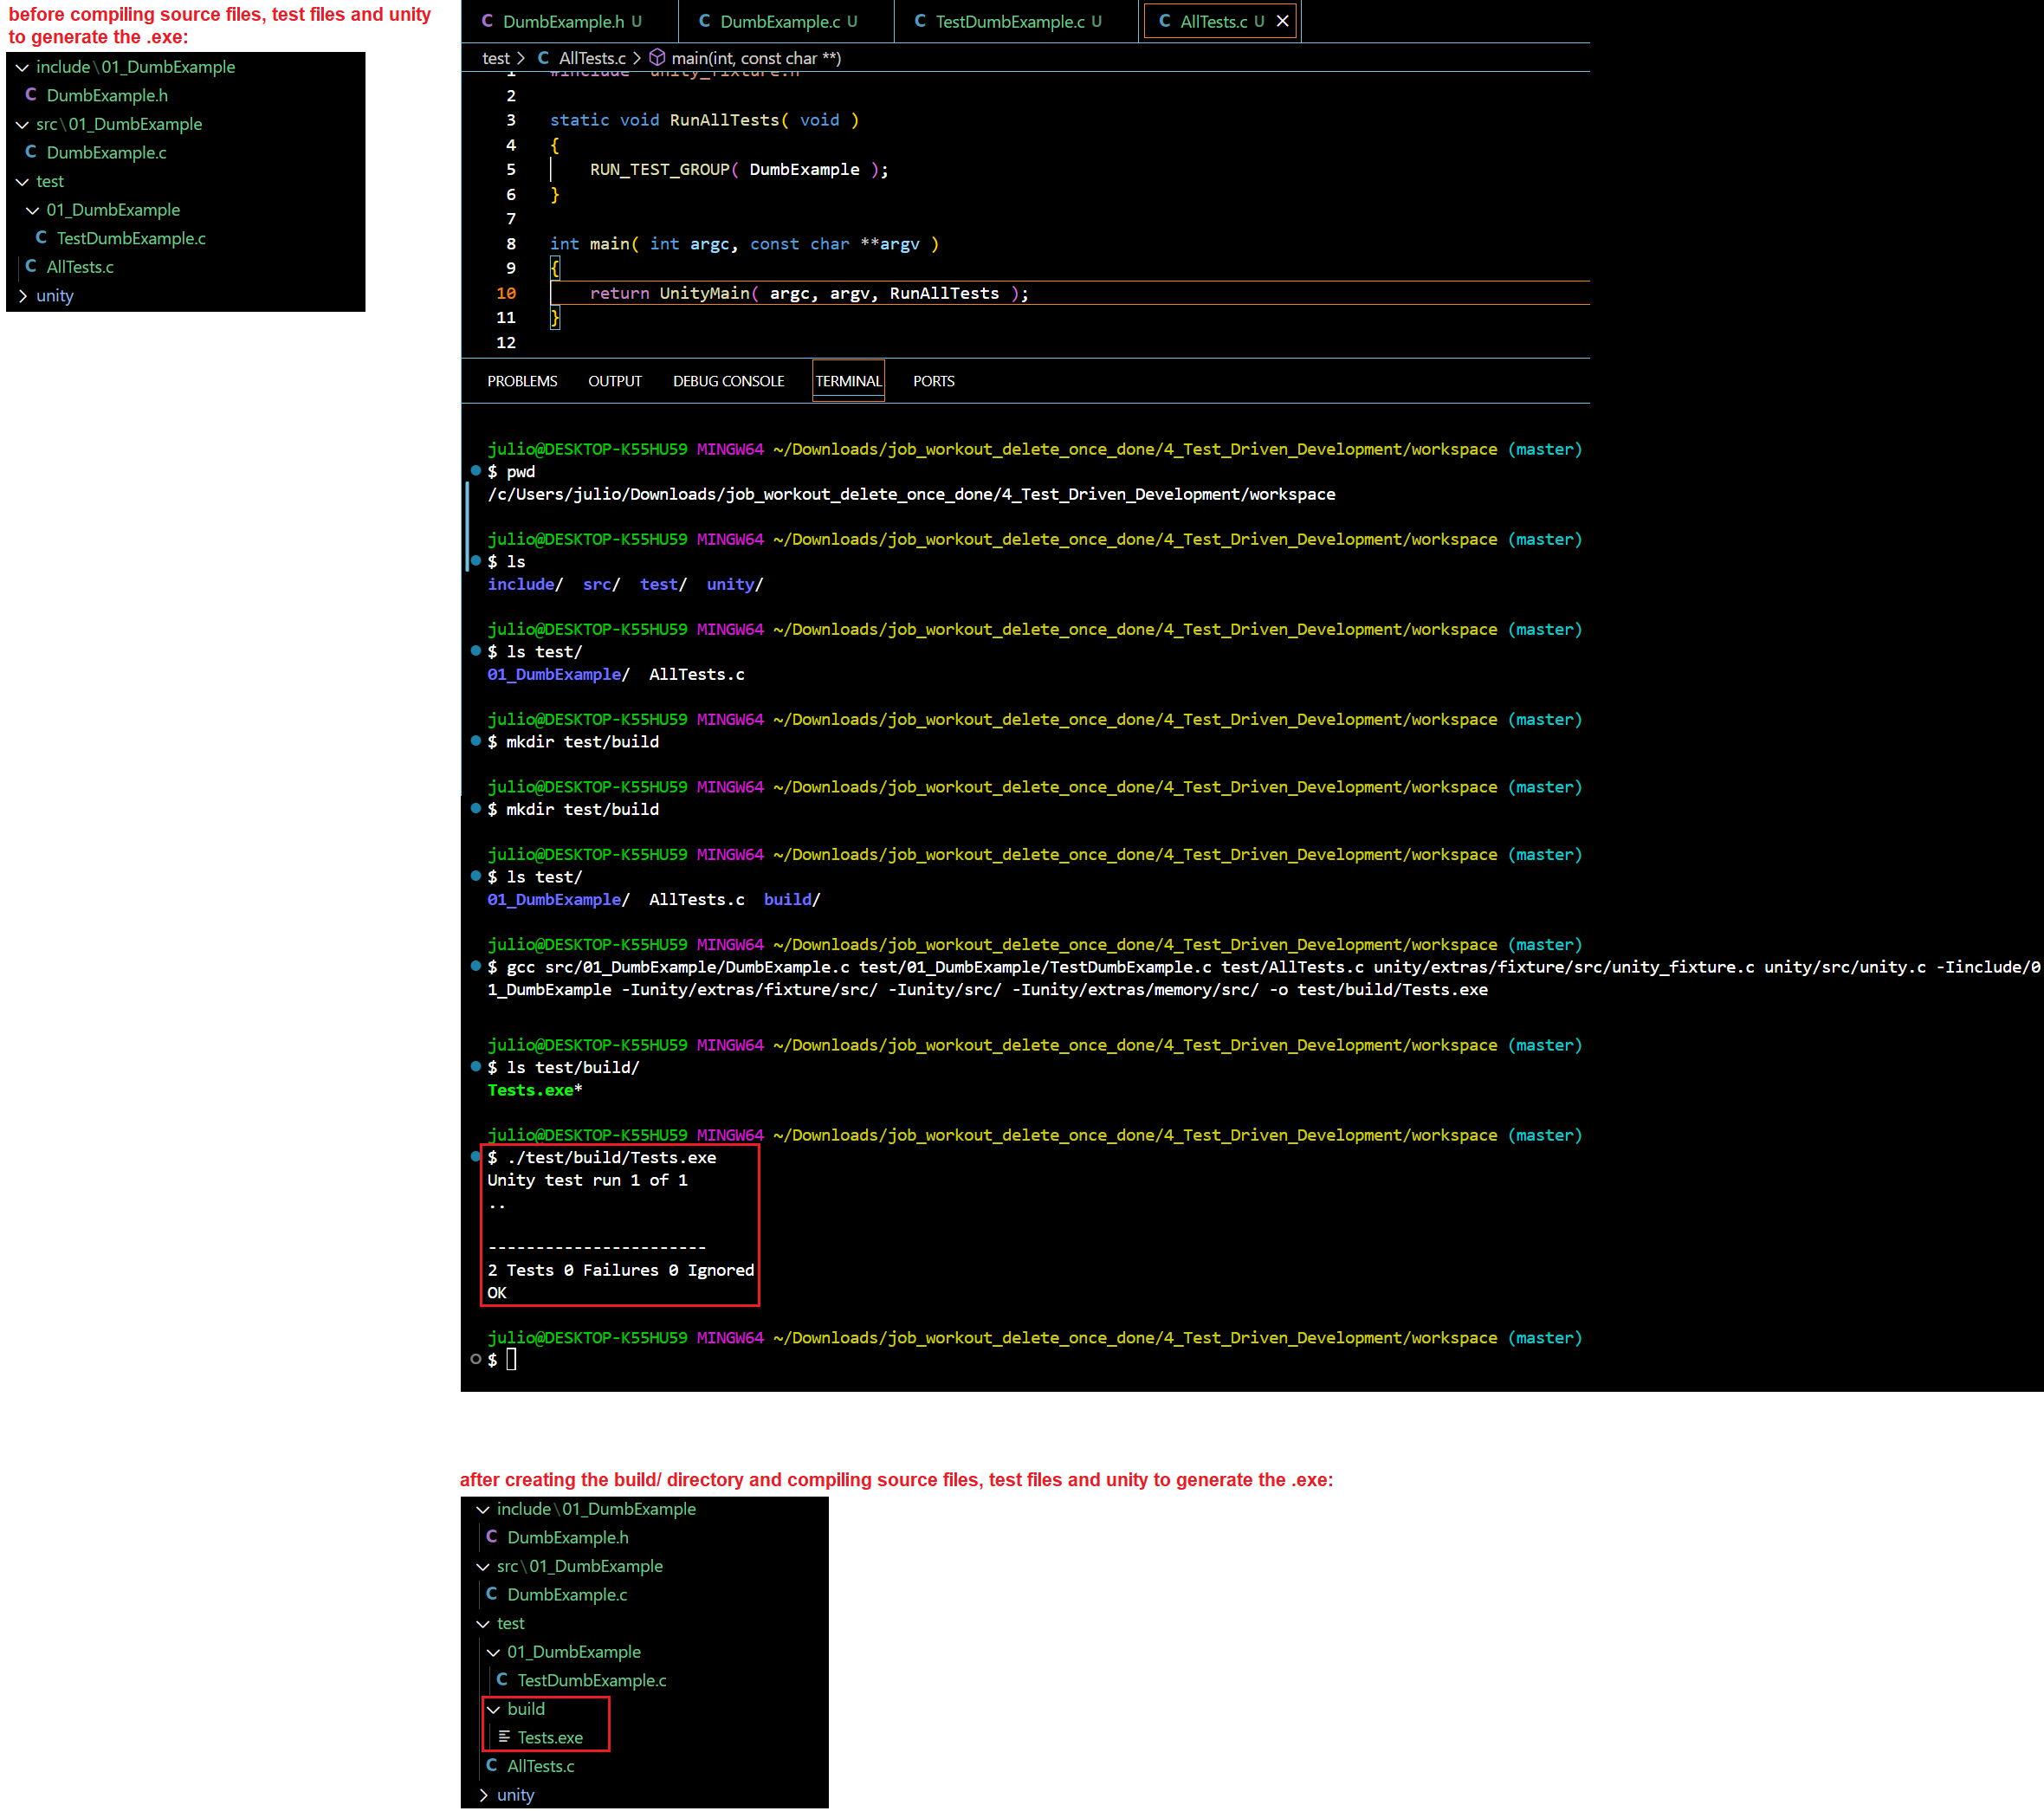 before compiling source files, test files and unity
to generate the .exe:
include\01_DumbExample
C DumbExample.h
src\01_DumbExample
C DumbExample.c
test
01_DumbExample
C TestDumbExample.c
C AllTests.c
unity
C DumbExample.h U C DumbExample.c U C TestDumbExample.c U C AllTests.c U
test > C AllTests.c > main(int, const char **)
1 #include "unity_fixture.h"
2
3 static void RunAllTests( void )
4 {
5 RUN_TEST_GROUP( DumbExample );
6 }
7
8 int main( int argc, const char **argv )
9 {
10 return UnityMain( argc, argv, RunAllTests );
11 }
12
PROBLEMS OUTPUT DEBUG CONSOLE TERMINAL PORTS
julio@DESKTOP-K55HU59 MINGW64 ~/Downloads/job_workout_delete_once_done/4_Test_Driven_Development/workspace (master)
$ pwd
/c/Users/julio/Downloads/job_workout_delete_once_done/4_Test_Driven_Development/workspace
julio@DESKTOP-K55HU59 MINGW64 ~/Downloads/job_workout_delete_once_done/4_Test_Driven_Development/workspace (master)
$ ls
include/ src/ test/ unity/
julio@DESKTOP-K55HU59 MINGW64 ~/Downloads/job_workout_delete_once_done/4_Test_Driven_Development/workspace (master)
$ ls test/
01_DumbExample/ AllTests.c
julio@DESKTOP-K55HU59 MINGW64 ~/Downloads/job_workout_delete_once_done/4_Test_Driven_Development/workspace (master)
$ mkdir test/build
julio@DESKTOP-K55HU59 MINGW64 ~/Downloads/job_workout_delete_once_done/4_Test_Driven_Development/workspace (master)
$ mkdir test/build
julio@DESKTOP-K55HU59 MINGW64 ~/Downloads/job_workout_delete_once_done/4_Test_Driven_Development/workspace (master)
$ ls test/
01_DumbExample/ AllTests.c build/
julio@DESKTOP-K55HU59 MINGW64 ~/Downloads/job_workout_delete_once_done/4_Test_Driven_Development/workspace (master)
$ gcc src/01_DumbExample/DumbExample.c test/01_DumbExample/TestDumbExample.c test/AllTests.c unity/extras/fixture/src/unity_fixture.c unity/src/unity.c -Iinclude/0
1_DumbExample -Iunity/extras/fixture/src/ -Iunity/src/ -Iunity/extras/memory/src/ -o test/build/Tests.exe
julio@DESKTOP-K55HU59 MINGW64 ~/Downloads/job_workout_delete_once_done/4_Test_Driven_Development/workspace (master)
$ ls test/build/
Tests.exe*
julio@DESKTOP-K55HU59 MINGW64 ~/Downloads/job_workout_delete_once_done/4_Test_Driven_Development/workspace (master)
$ ./test/build/Tests.exe
Unity test run 1 of 1
..
-----------------------
2 Tests 0 Failures 0 Ignored
OK
julio@DESKTOP-K55HU59 MINGW64 ~/Downloads/job_workout_delete_once_done/4_Test_Driven_Development/workspace (master)
$
after creating the build/ directory and compiling source files, test files and unity to generate the .exe:
include\01_DumbExample
C DumbExample.h
src\01_DumbExample
C DumbExample.c
test
01_DumbExample
C TestDumbExample.c
build
Tests.exe
C AllTests.c
unity